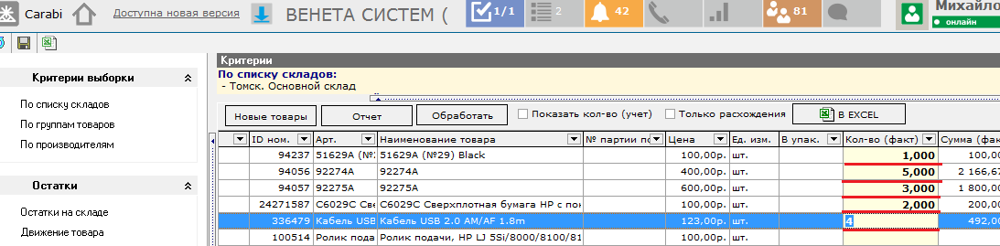 Carabi Доступна новая версия ВЕНЕТА СИСТЕМ ( 1/1 2 42 81 Михайло
онлайн
Критерии выборки
По списку складов
По группам товаров
По производителям
Остатки
Остатки на складе
Движение товара
Критерии
По списку складов:
- Томск. Основной склад
Новые товары Отчет Обработать Показать кол-во (учет) Только расхождения В EXCEL
ID ном. Арт. Наименование товара № партии по Цена Ед. изм. В упак. Кол-во (факт) Сумма (фак
94237 51629A (№2 51629A (№29) Black 100,00р. шт. 1,000 100,00
94056 92274A 92274A 400,00р. шт. 5,000 2 166,67
94057 92275A 92275A 600,00р. шт. 3,000 1 800,00
24271587 C6029C Све C6029C Сверхплотная бумага HP с пок 100,00р. шт. 2,000 200,00
336479 Кабель USB Кабель USB 2.0 AM/AF 1.8m 123,00р. шт. 4 492,00
100514 Ролик пода Ролик подачи, HP LJ 5Si/8000/8100/81 100,00р. шт.